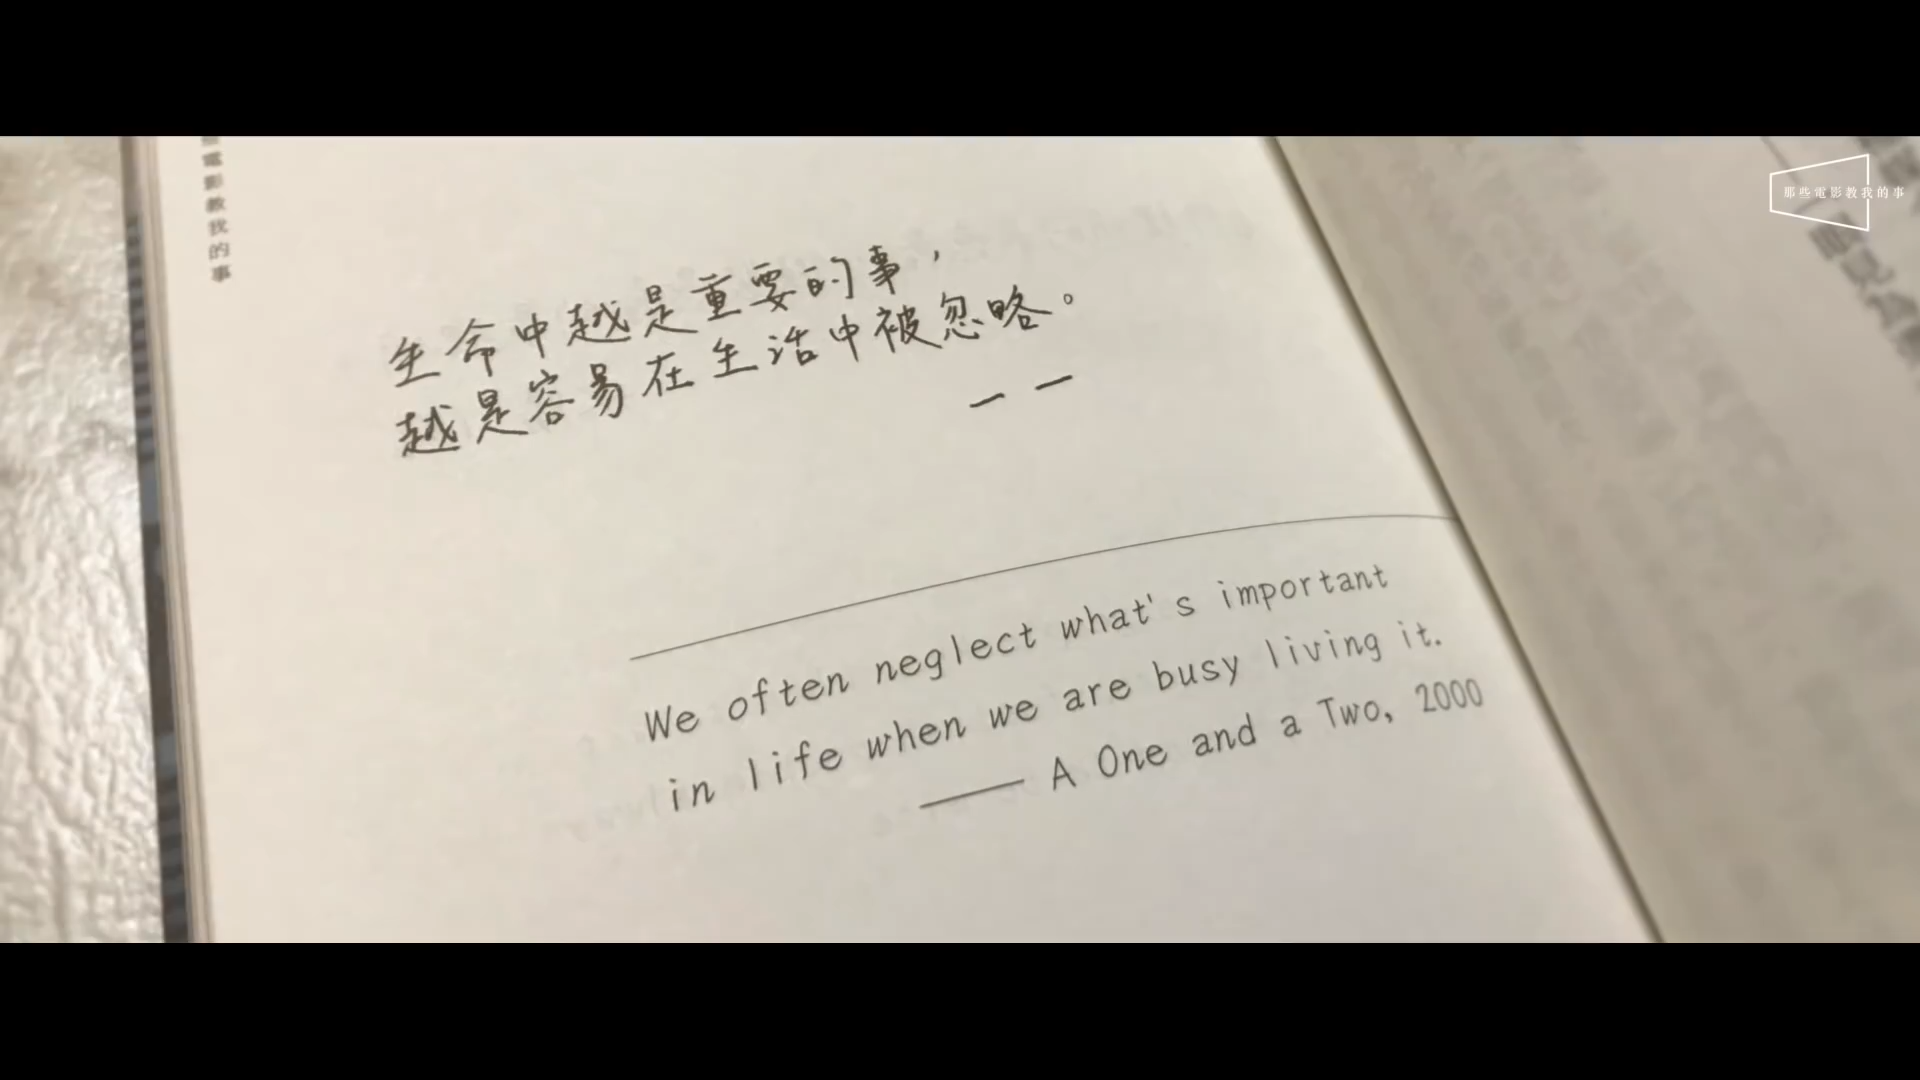 些電影教我的事
那些電影教我的事
生命中越是重要的事，
越是容易在生活中被忽略。
一一
We often neglect what's important
in life when we are busy living it.
—— A One and a Two, 2000